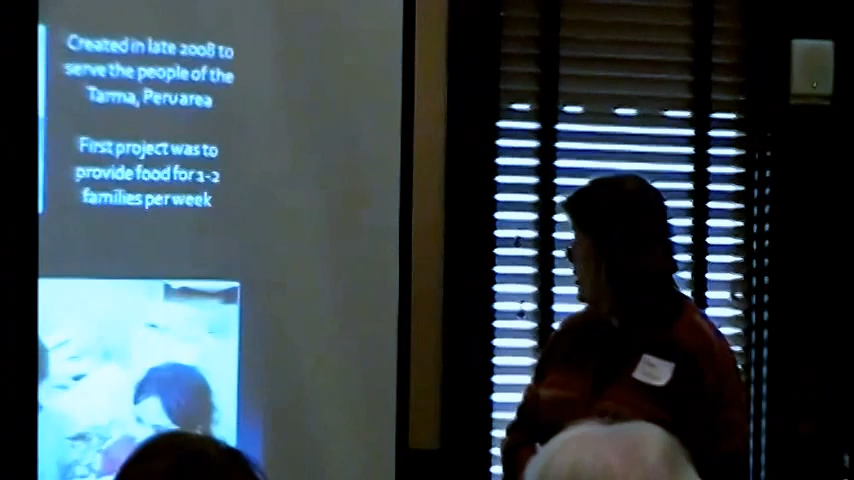 Created in late 2008 to
serve the people of the
Tarma, Peru area
First project was to
provide food for 1-2
families per week